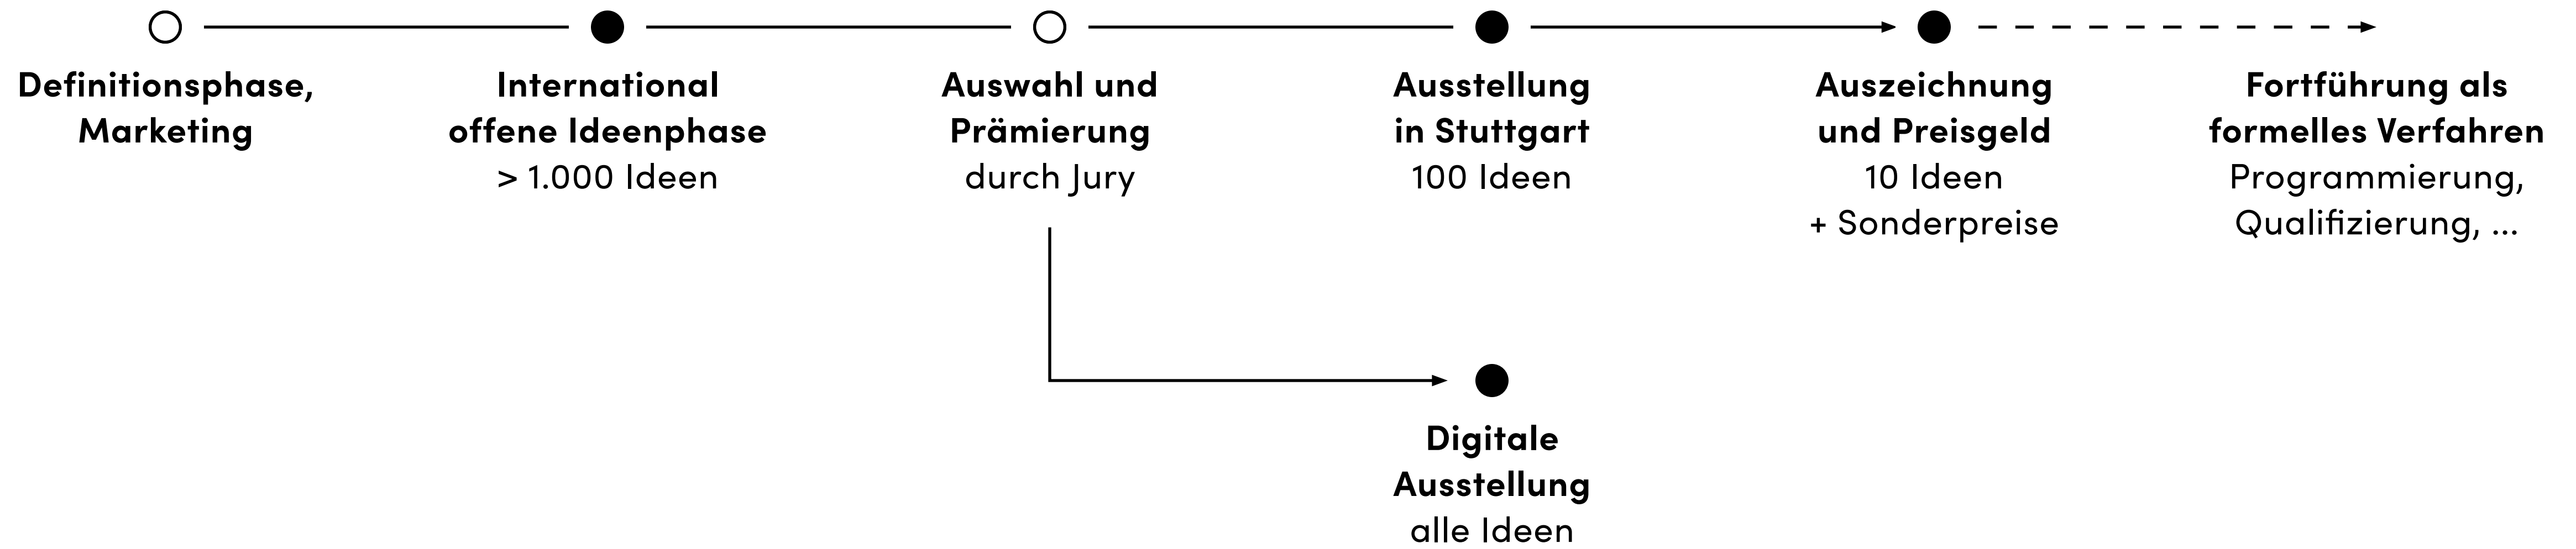 Definitionsphase,
Marketing
International
offene Ideenphase
> 1.000 Ideen
Auswahl und
Prämierung
durch Jury
Ausstellung
in Stuttgart
100 Ideen
Auszeichnung
und Preisgeld
10 Ideen
+ Sonderpreise
Fortführung als
formelles Verfahren
Programmierung,
Qualifizierung, ...
Digitale
Ausstellung
alle Ideen